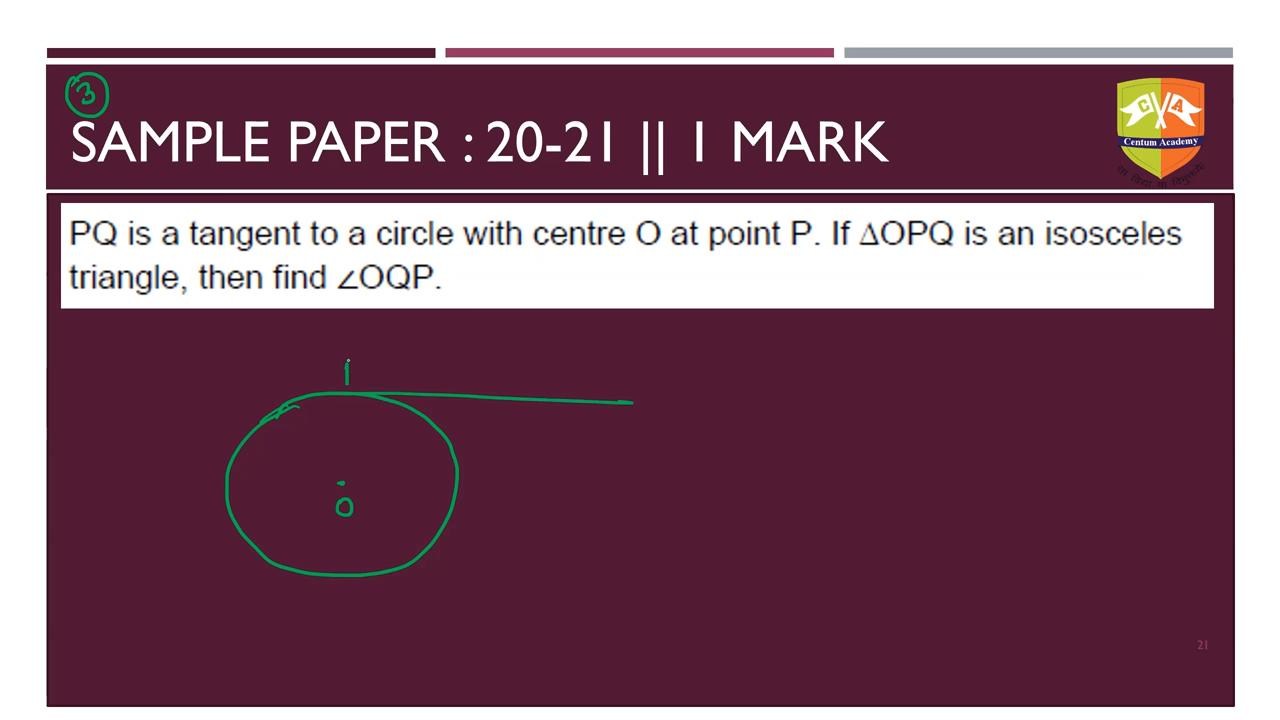 3
SAMPLE PAPER : 20-21 || 1 MARK
C A
Centum Academy
PQ is a tangent to a circle with centre O at point P. If ∆OPQ is an isosceles
triangle, then find ∠OQP.
O
21